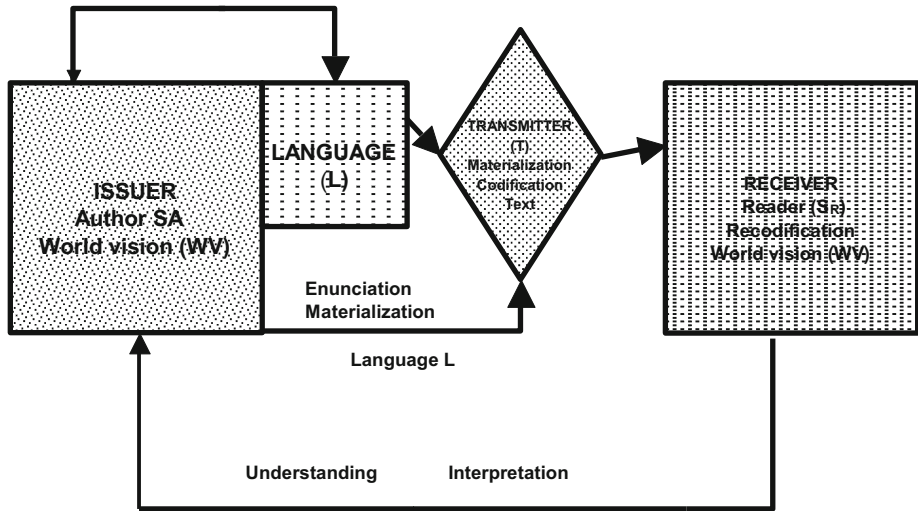 ISSUER
Author SA
World vision (WV)
LANGUAGE
(L)
TRANSMITTER
(T)
Materialization
Codification
Text
RECEIVER
Reader (SR)
Recodification
World vision (WV)
Enunciation
Materialization
Language L
Understanding Interpretation